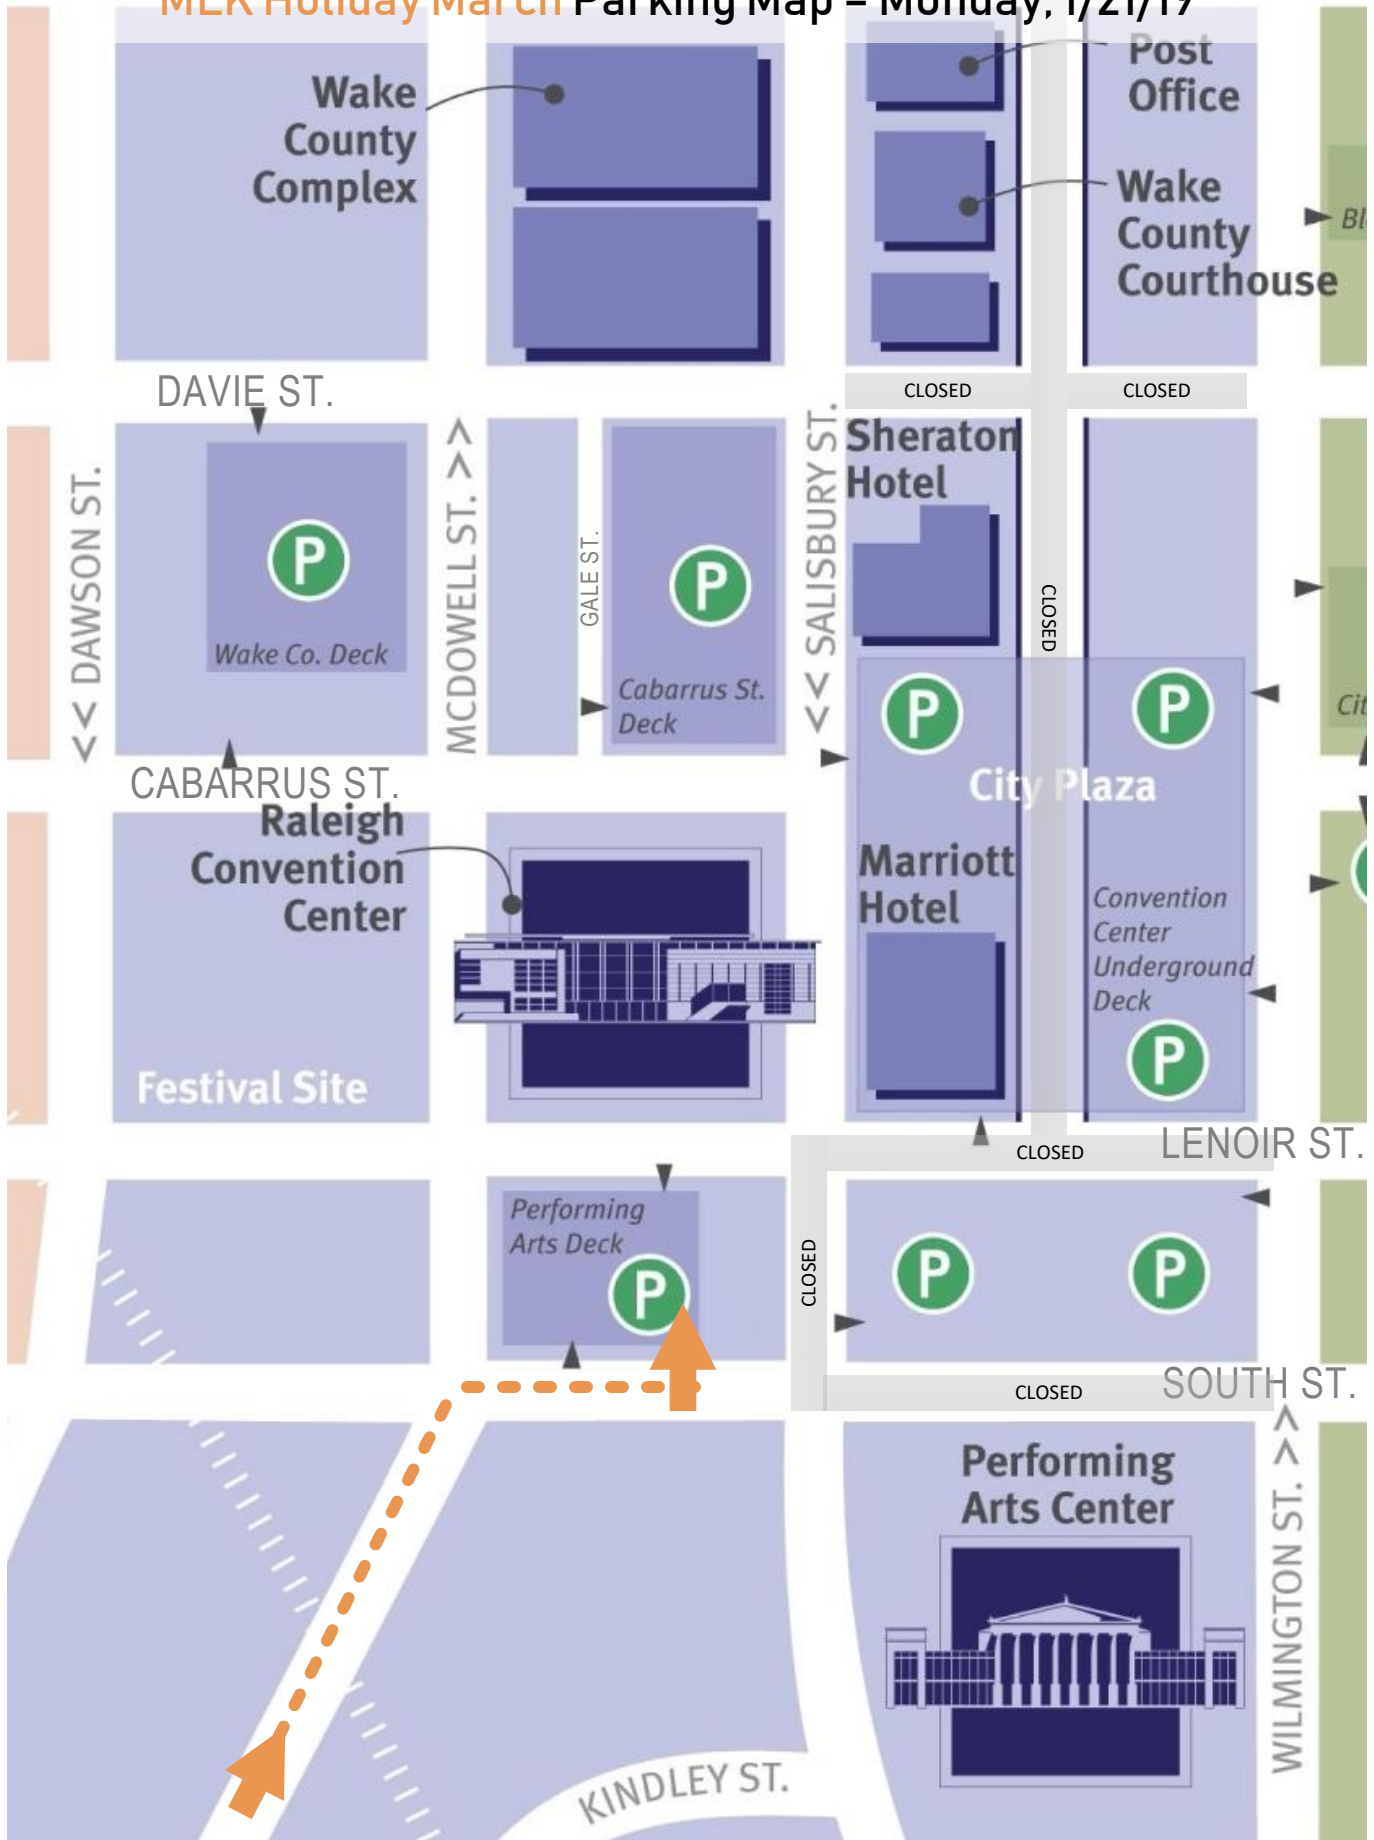 MLK Holiday March Parking Map – Monday, 1/21/19
Wake
County
Complex
Post
Office
Wake
County
Courthouse
DAVIE ST.
CLOSED
CLOSED
<< DAWSON ST.
MCDOWELL ST. >>
GALE ST.
<< SALISBURY ST.
Sheraton
Hotel
CLOSED
P
Wake Co. Deck
P
Cabarrus St.
Deck
P
P
City Plaza
CABARRUS ST.
Raleigh
Convention
Center
Marriott
Hotel
Convention
Center
Underground
Deck
P
Festival Site
LENOIR ST.
CLOSED
Performing
Arts Deck
P
CLOSED
P
P
SOUTH ST.
CLOSED
Performing
Arts Center
WILMINGTON ST. >>
KINDLEY ST.